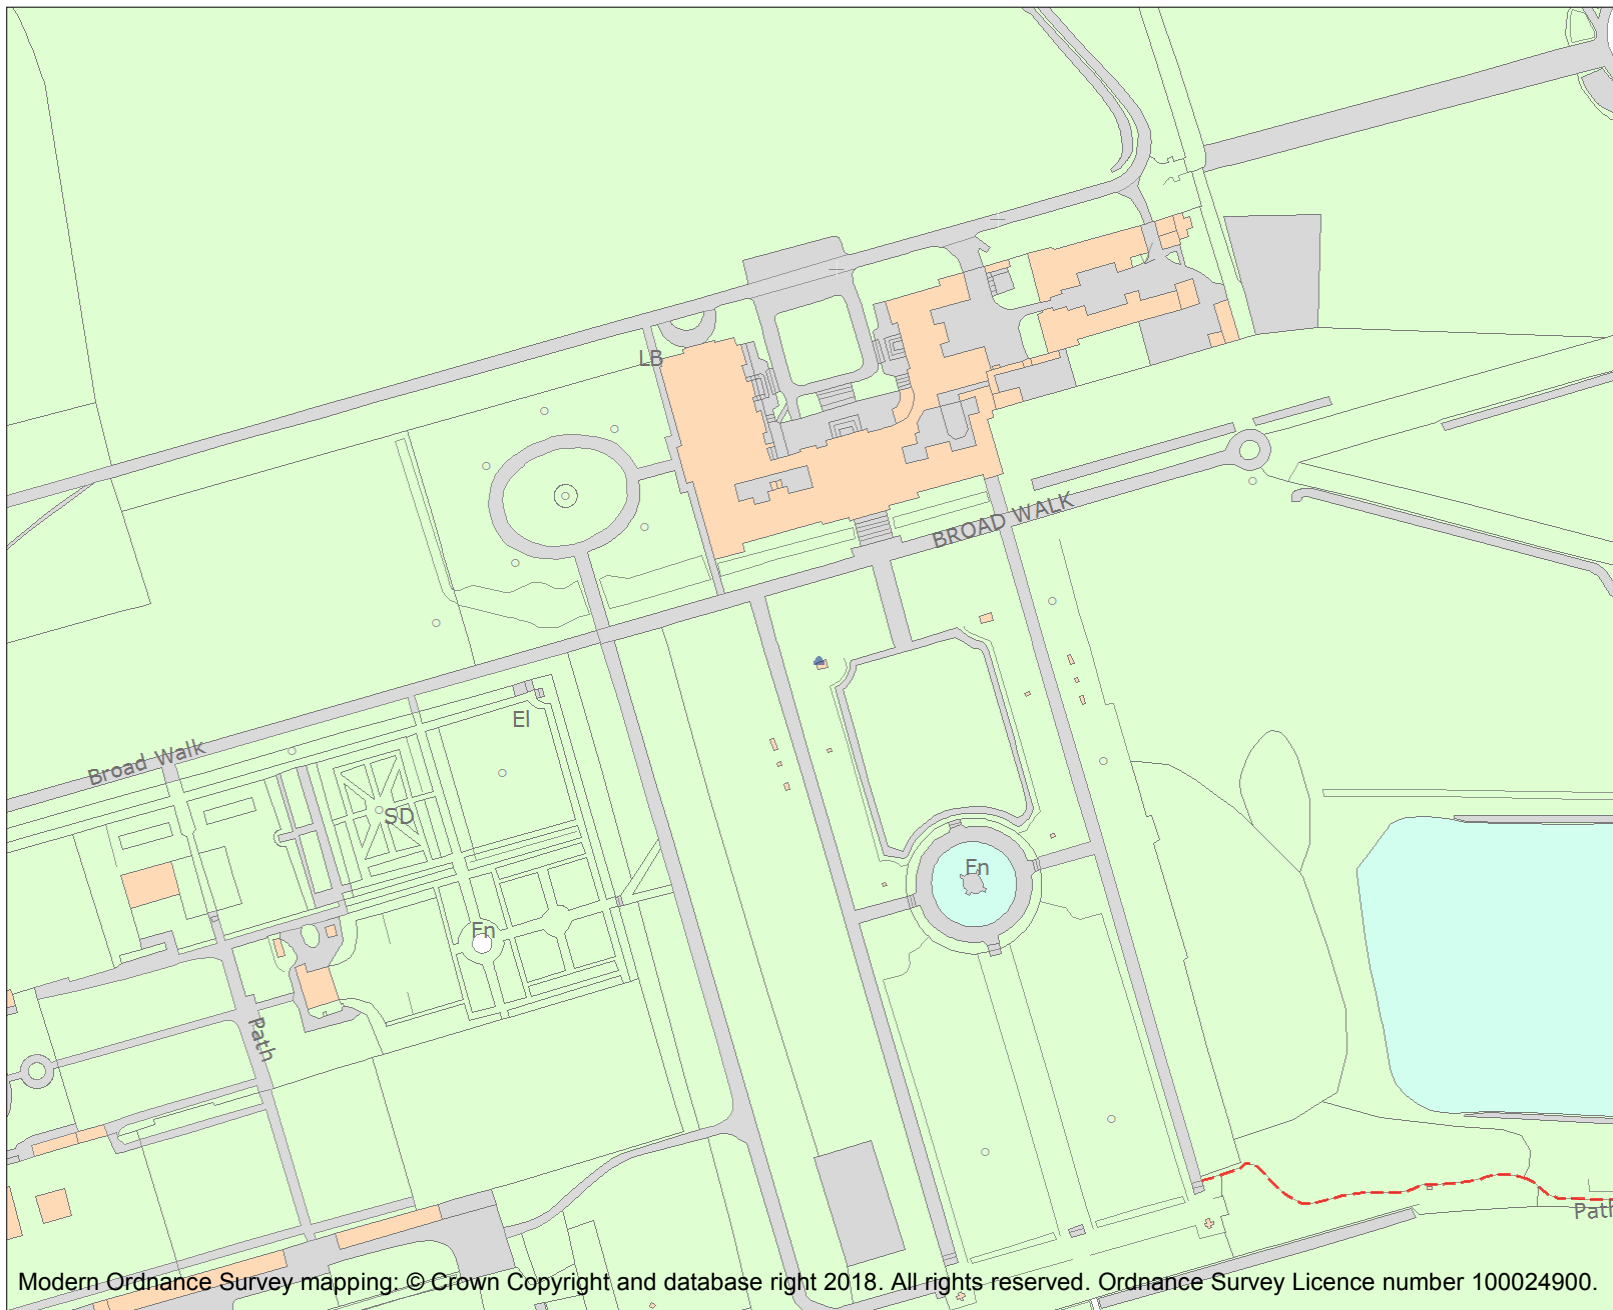 LB
BROAD WALK
El
Broad Walk
SD
Fn
Fn
Path
Path
Modern Ordnance Survey mapping: © Crown Copyright and database right 2018. All rights reserved. Ordnance Survey Licence number 100024900.